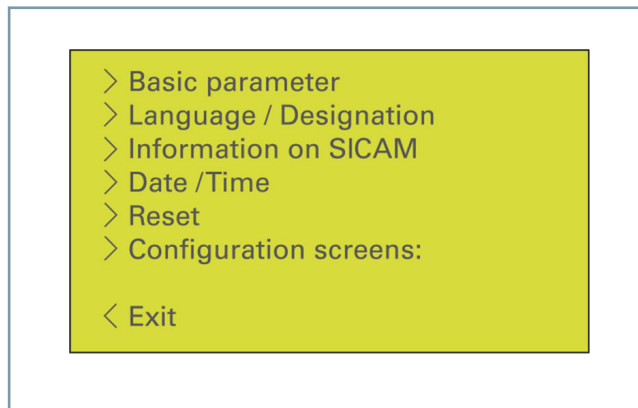 > Basic parameter
> Language / Designation
> Information on SICAM
> Date /Time
> Reset
> Configuration screens:
< Exit